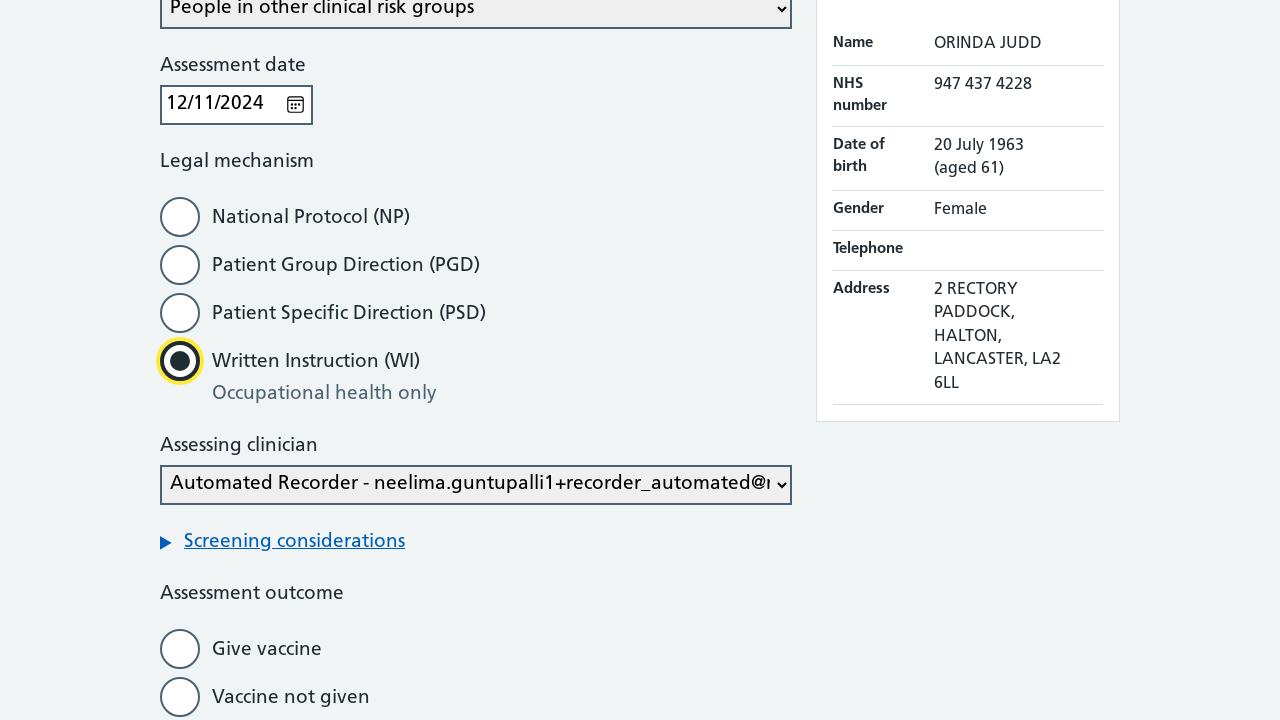 People in other clinical risk groups
Assessment date
12/11/2024
Legal mechanism
National Protocol (NP)
Patient Group Direction (PGD)
Patient Specific Direction (PSD)
Written Instruction (WI)
Occupational health only
Assessing clinician
Automated Recorder - neelima.guntupalli1+recorder_automated@
Screening considerations
Assessment outcome
Give vaccine
Vaccine not given
Name ORINDA JUDD
NHS number 947 437 4228
Date of birth 20 July 1963
(aged 61)
Gender Female
Telephone
Address 2 RECTORY
PADDOCK,
HALTON,
LANCASTER, LA2
6LL